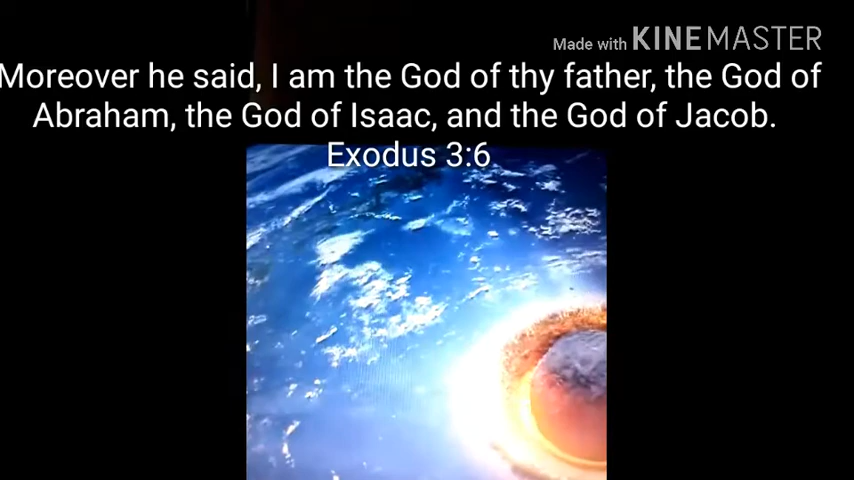 Made with KINEMASTER
Moreover he said, I am the God of thy father, the God of
Abraham, the God of Isaac, and the God of Jacob.
Exodus 3:6